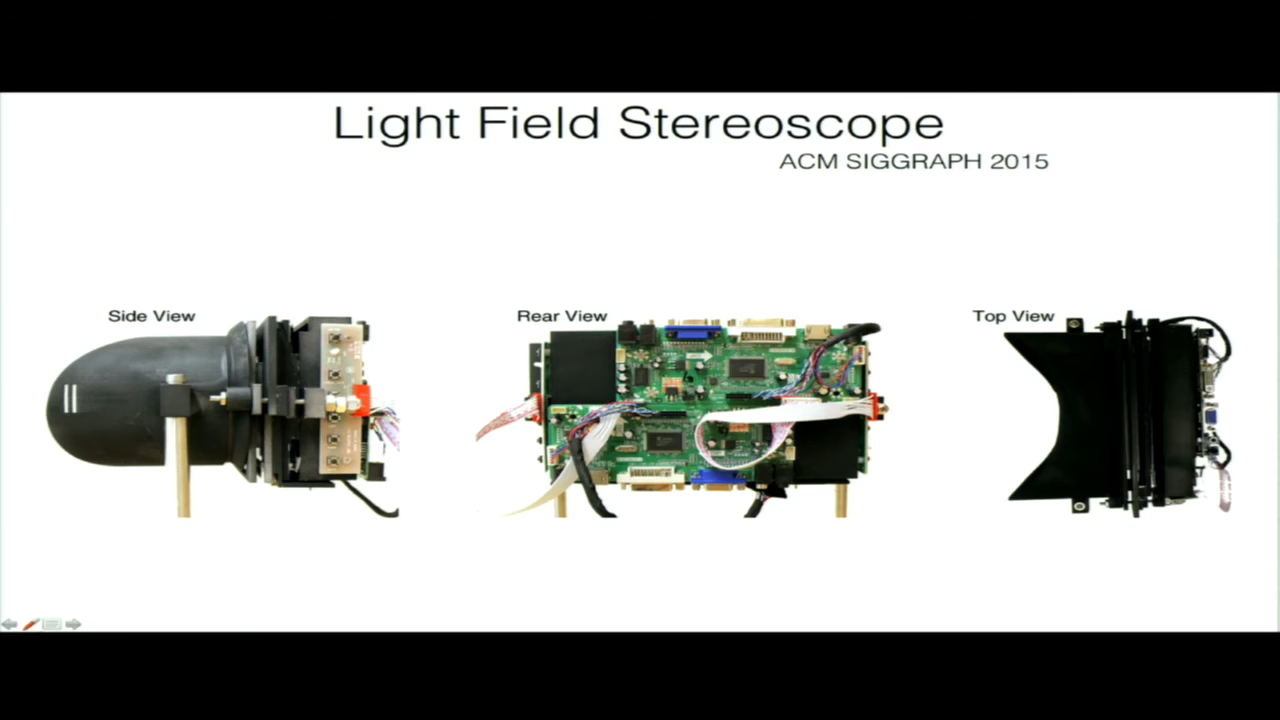 Light Field Stereoscope
ACM SIGGRAPH 2015
Side View
Rear View
Top View